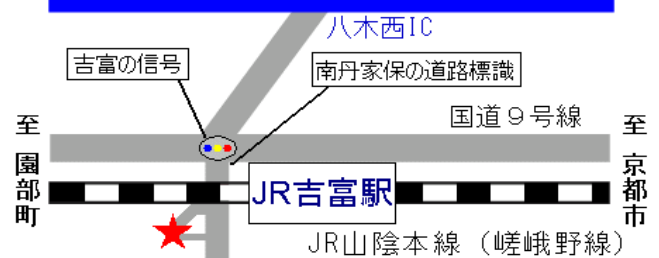 八木西IC
吉富の信号
南丹家保の道路標識
国道9号線
至園部町
至京都市
JR吉富駅
JR山陰本線（嵯峨野線）